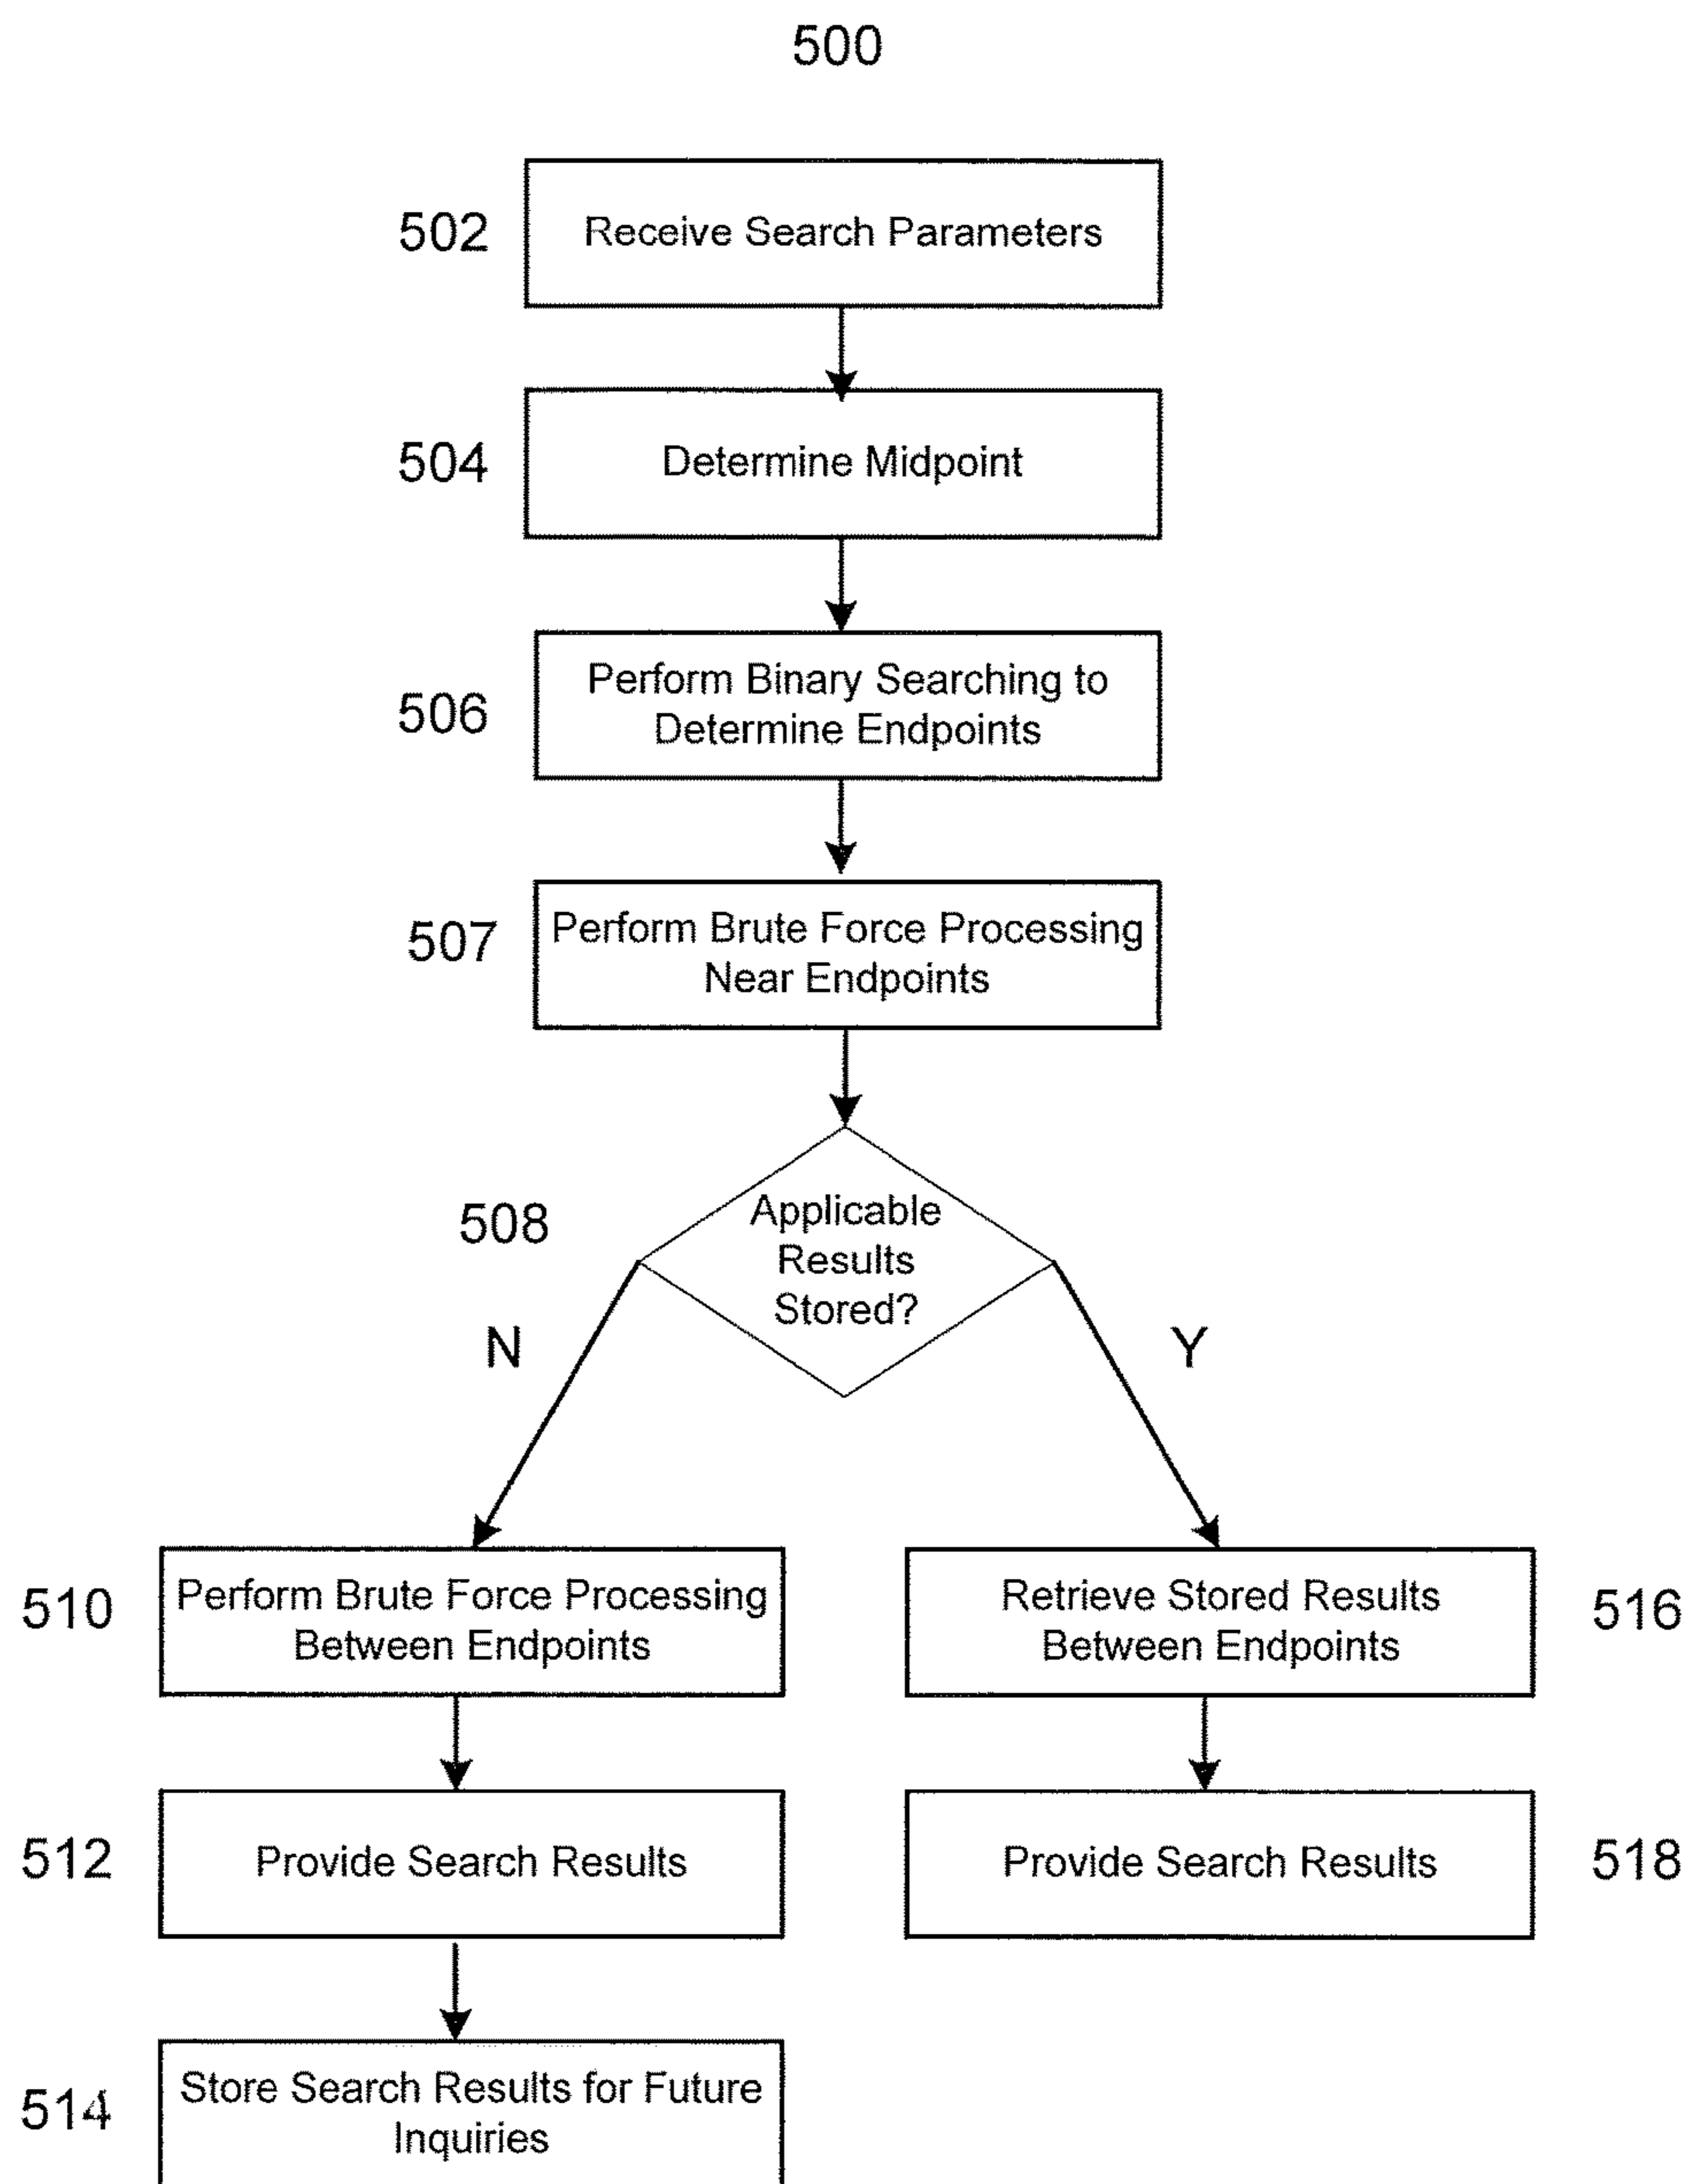 500
502
Receive Search Parameters
504
Determine Midpoint
506
Perform Binary Searching to
Determine Endpoints
507
Perform Brute Force Processing
Near Endpoints
508
Applicable
Results
Stored?
N
Y
510
Perform Brute Force Processing
Between Endpoints
Retrieve Stored Results
Between Endpoints
516
512
Provide Search Results
Provide Search Results
518
514
Store Search Results for Future
Inquiries